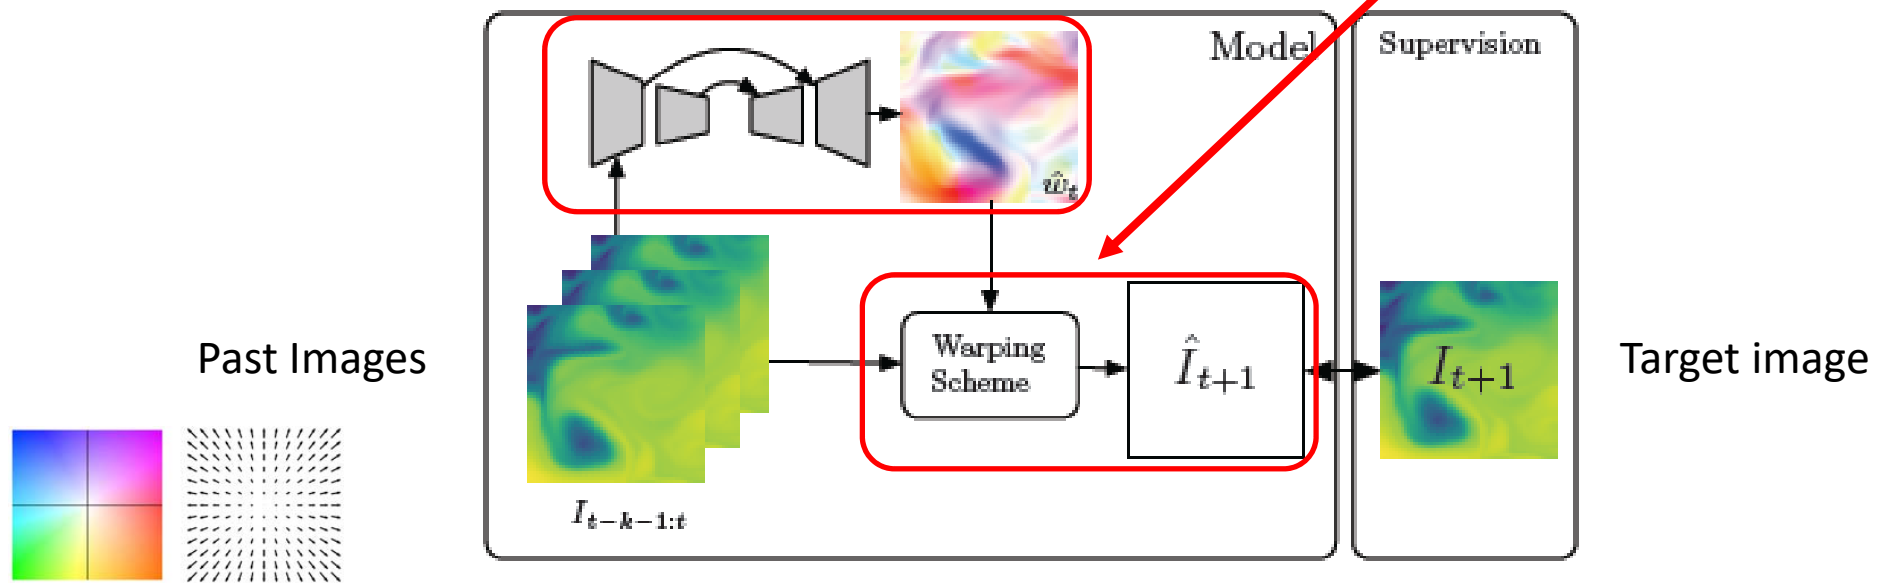 Model
Supervision
ŵ_t
Past Images
Warping
Scheme
Î_{t+1}
I_{t+1}
Target image
I_{t−k−1:t}